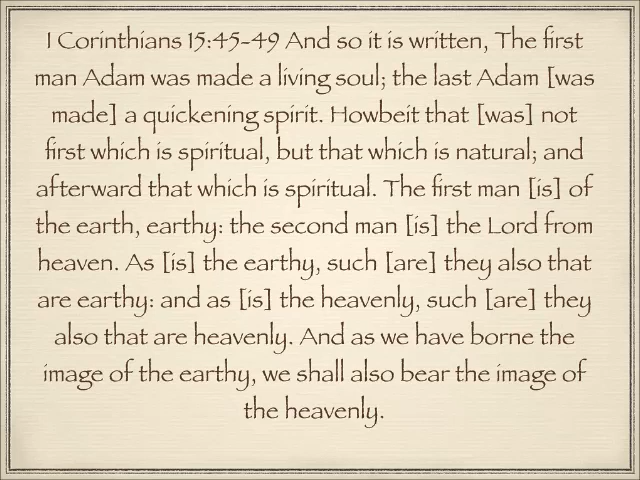 I Corinthians 15:45-49 And so it is written, The first
man Adam was made a living soul; the last Adam [was
made] a quickening spirit. Howbeit that [was] not
first which is spiritual, but that which is natural; and
afterward that which is spiritual. The first man [is] of
the earth, earthy: the second man [is] the Lord from
heaven. As [is] the earthy, such [are] they also that
are earthy: and as [is] the heavenly, such [are] they
also that are heavenly. And as we have borne the
image of the earthy, we shall also bear the image of
the heavenly.